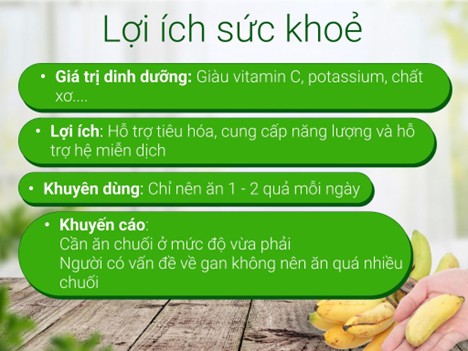 Lợi ích sức khoẻ
• Giá trị dinh dưỡng: Giàu vitamin C, potassium, chất
xơ....
• Lợi ích: Hỗ trợ tiêu hóa, cung cấp năng lượng và hỗ
trợ hệ miễn dịch
• Khuyên dùng: Chỉ nên ăn 1 - 2 quả mỗi ngày
• Khuyến cáo:
Cần ăn chuối ở mức độ vừa phải
Người có vấn đề về gan không nên ăn quá nhiều
chuối